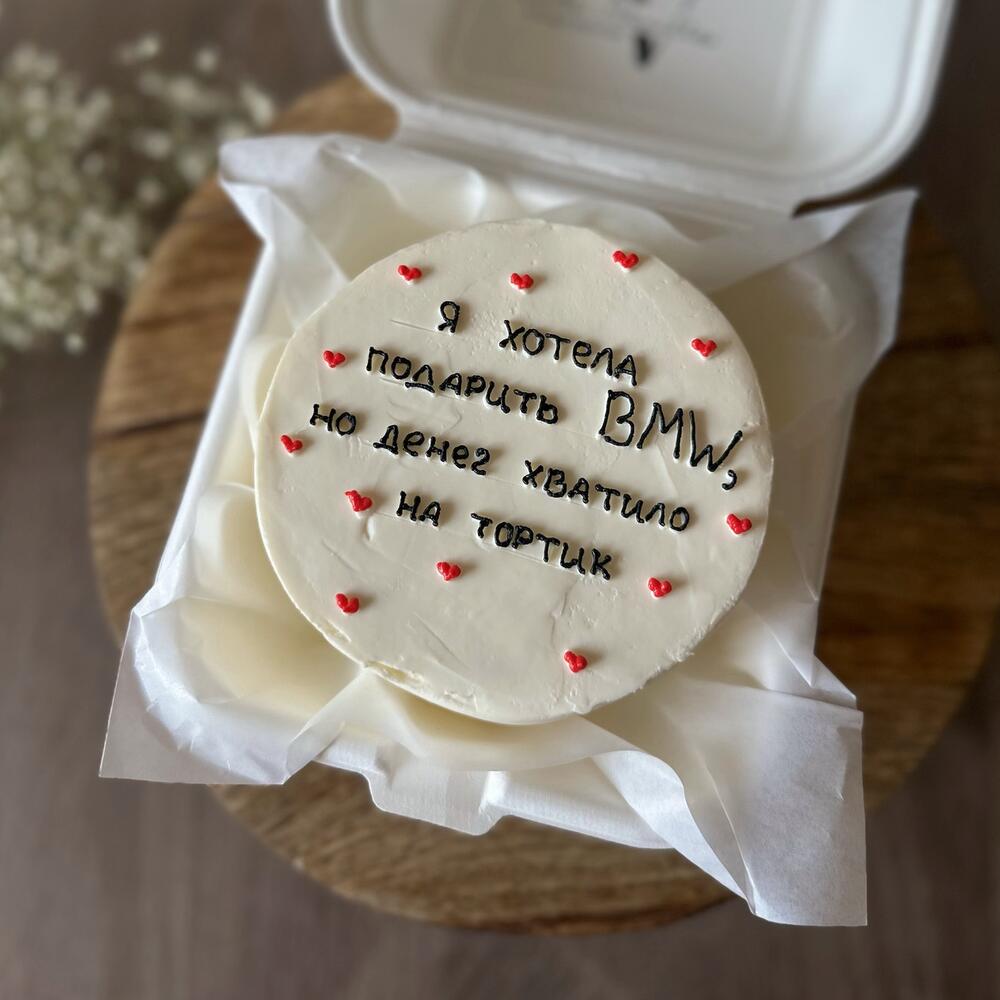 Я хотела
подарить BMW,
но денег хватило
на тортик